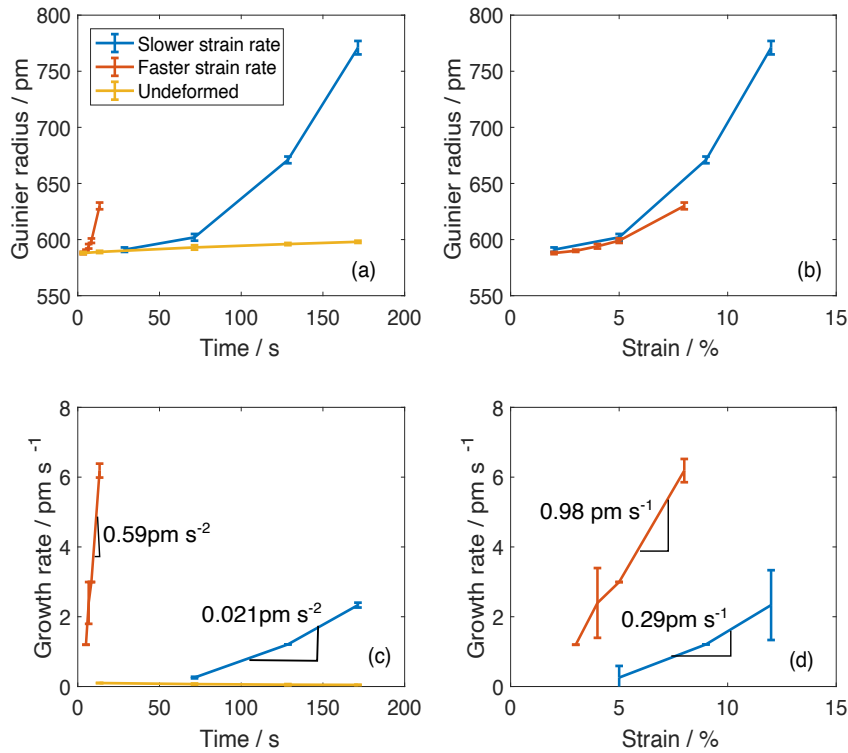 800
750
700
650
600
550
Guinier radius / pm
Slower strain rate
Faster strain rate
Undeformed
(a)
0 50 100 150 200
Time / s
800
750
700
650
600
550
Guinier radius / pm
(b)
0 5 10 15
Strain / %
8
6
4
2
0
Growth rate / pm s⁻¹
0.59pm s⁻²
0.021pm s⁻²
(c)
0 50 100 150 200
Time / s
8
6
4
2
0
Growth rate / pm s⁻¹
0.98 pm s⁻¹
0.29pm s⁻¹
(d)
0 5 10 15
Strain / %